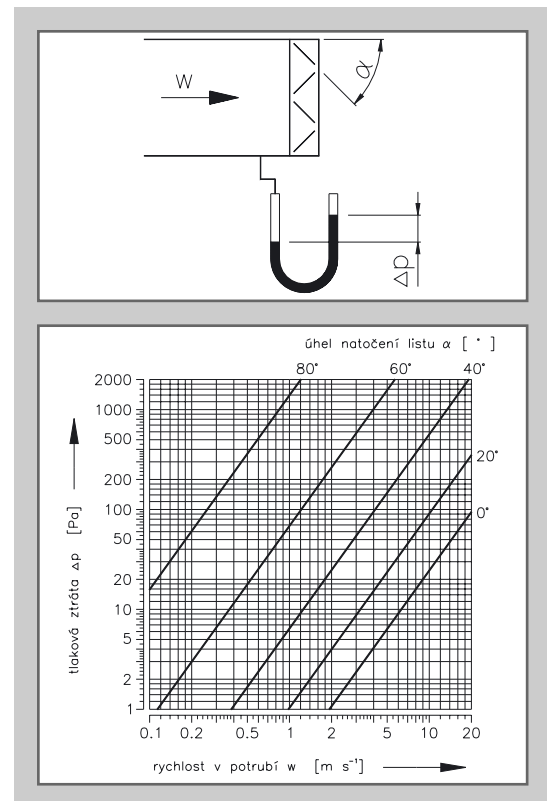 W
α
Δp
úhel natočení listu α [ ° ]
80° 60° 40°
20°
0°
2000
1000
500
200
100
50
20
10
5
2
1
tlaková ztráta Δp [Pa]
0.1 0.2 0.5 1 2 5 10 20
rychlost v potrubí w [m s⁻¹]